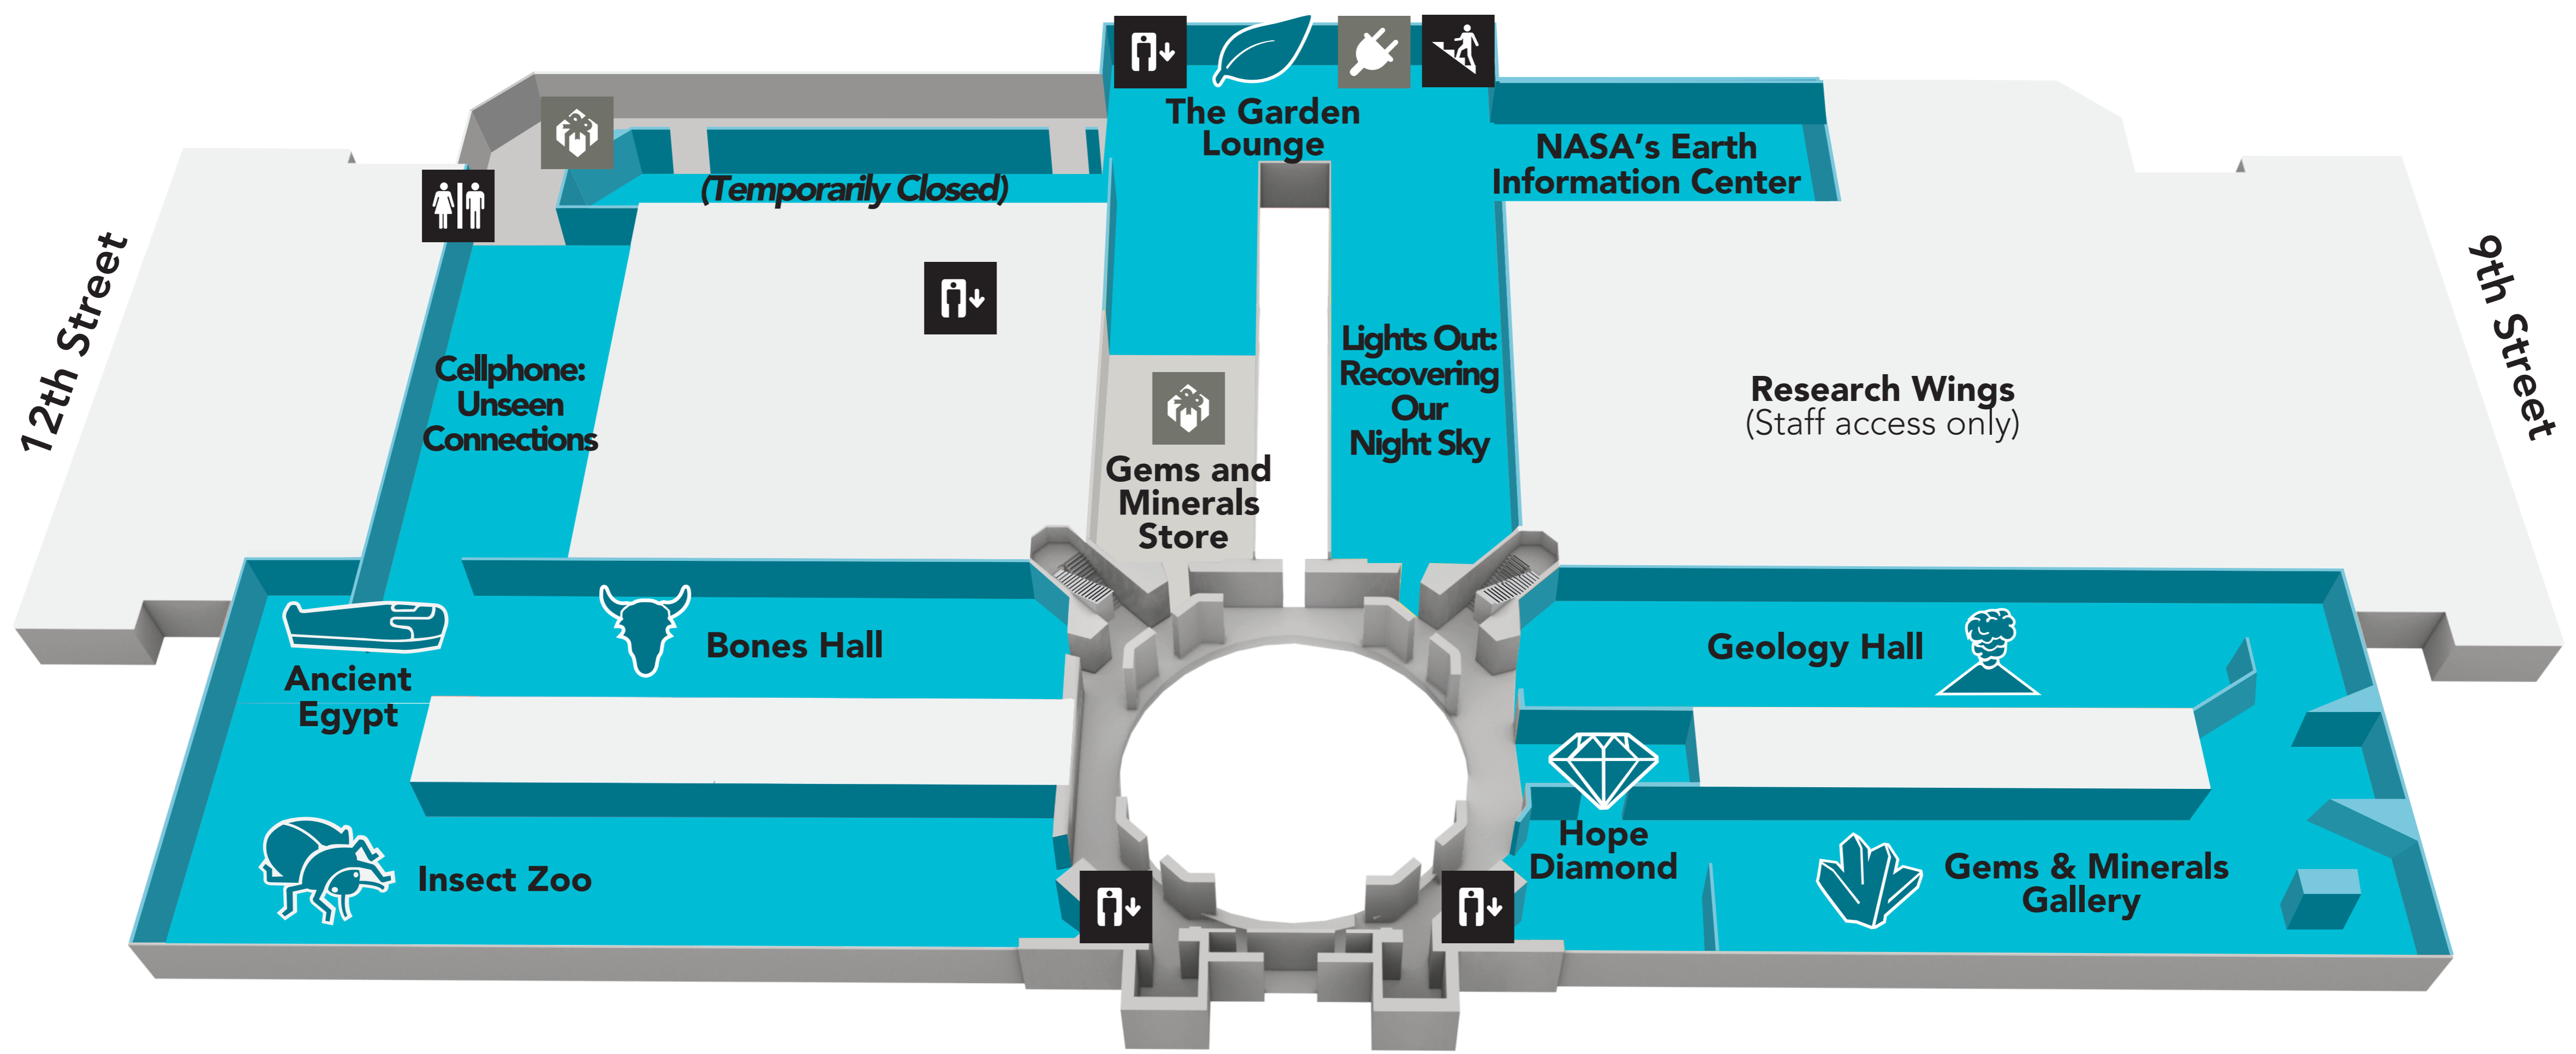 The Garden
Lounge
NASA's Earth
Information Center
(Temporarily Closed)
12th Street
9th Street
Cellphone:
Unseen
Connections
Lights Out:
Recovering
Our
Night Sky
Research Wings
(Staff access only)
Gems and
Minerals
Store
Ancient
Egypt
Bones Hall
Geology Hall
Insect Zoo
Hope
Diamond
Gems & Minerals
Gallery